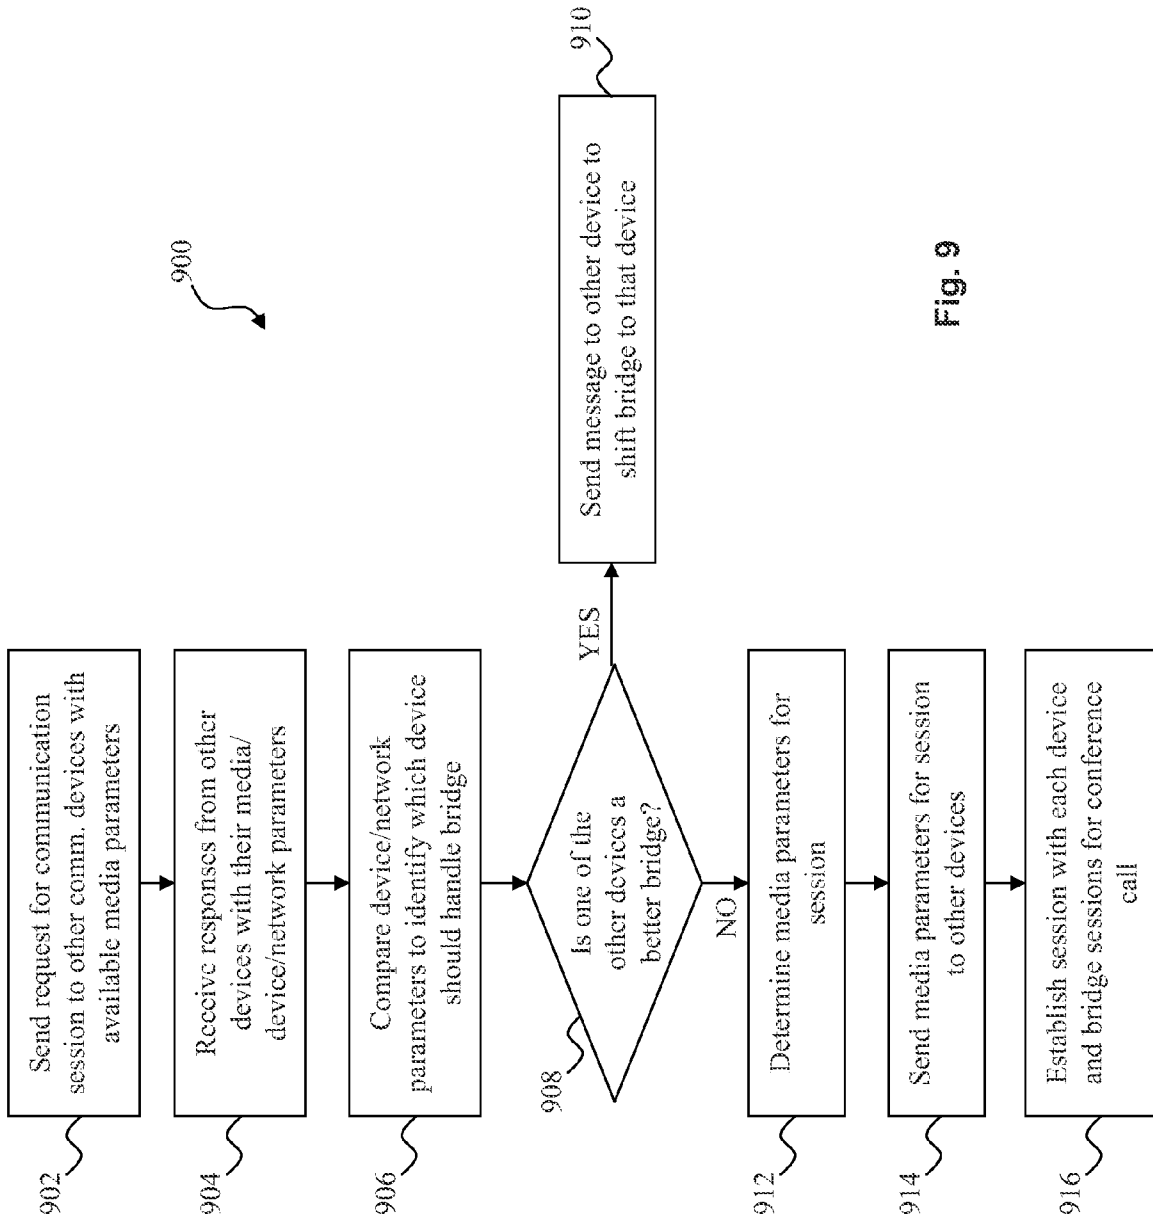 900
902
Send request for communication
session to other comm. devices with
available media parameters
904
Receive responses from other
devices with their media/
device/network parameters
906
Compare device/network
parameters to identify which device
should handle bridge
908
Is one of the
other devices a
better bridge?
YES
910
Send message to other device to
shift bridge to that device
NO
912
Determine media parameters for
session
914
Send media parameters for session
to other devices
916
Establish session with each device
and bridge sessions for conference
call
Fig. 9